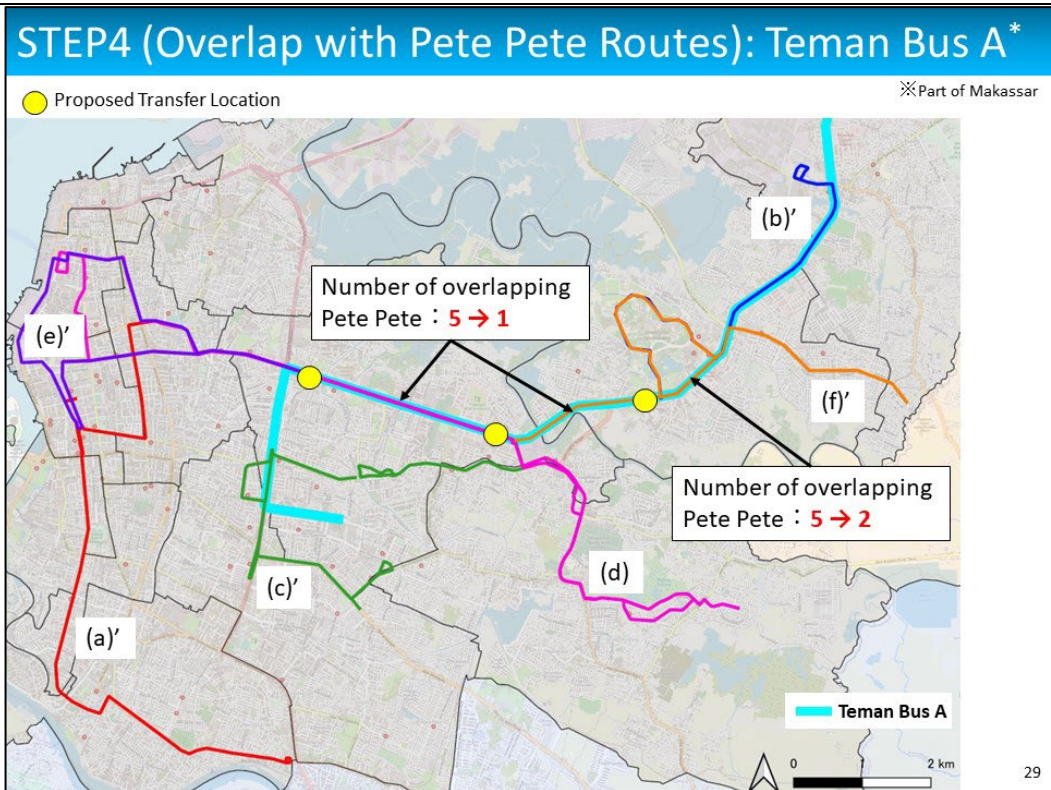 STEP4 (Overlap with Pete Pete Routes): Teman Bus A*
Proposed Transfer Location
※Part of Makassar
(b)’
Number of overlapping
Pete Pete：5 → 1
(e)’
(f)’
Number of overlapping
Pete Pete：5 → 2
(c)’
(d)
(a)’
Teman Bus A
0 1 2 km
29